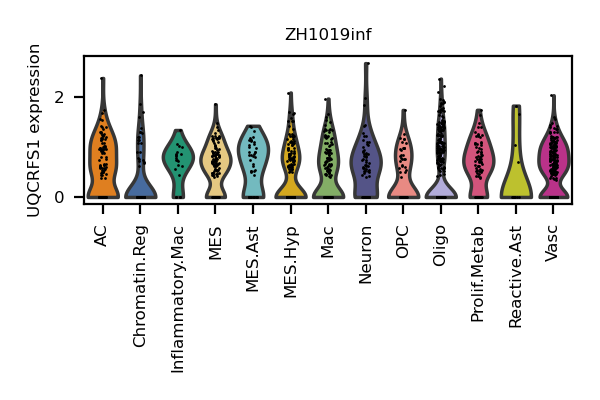 ZH1019inf
UQCRFS1 expression
2
0
AC
Chromatin.Reg
Inflammatory.Mac
MES
MES.Ast
MES.Hyp
Mac
Neuron
OPC
Oligo
Prolif.Metab
Reactive.Ast
Vasc